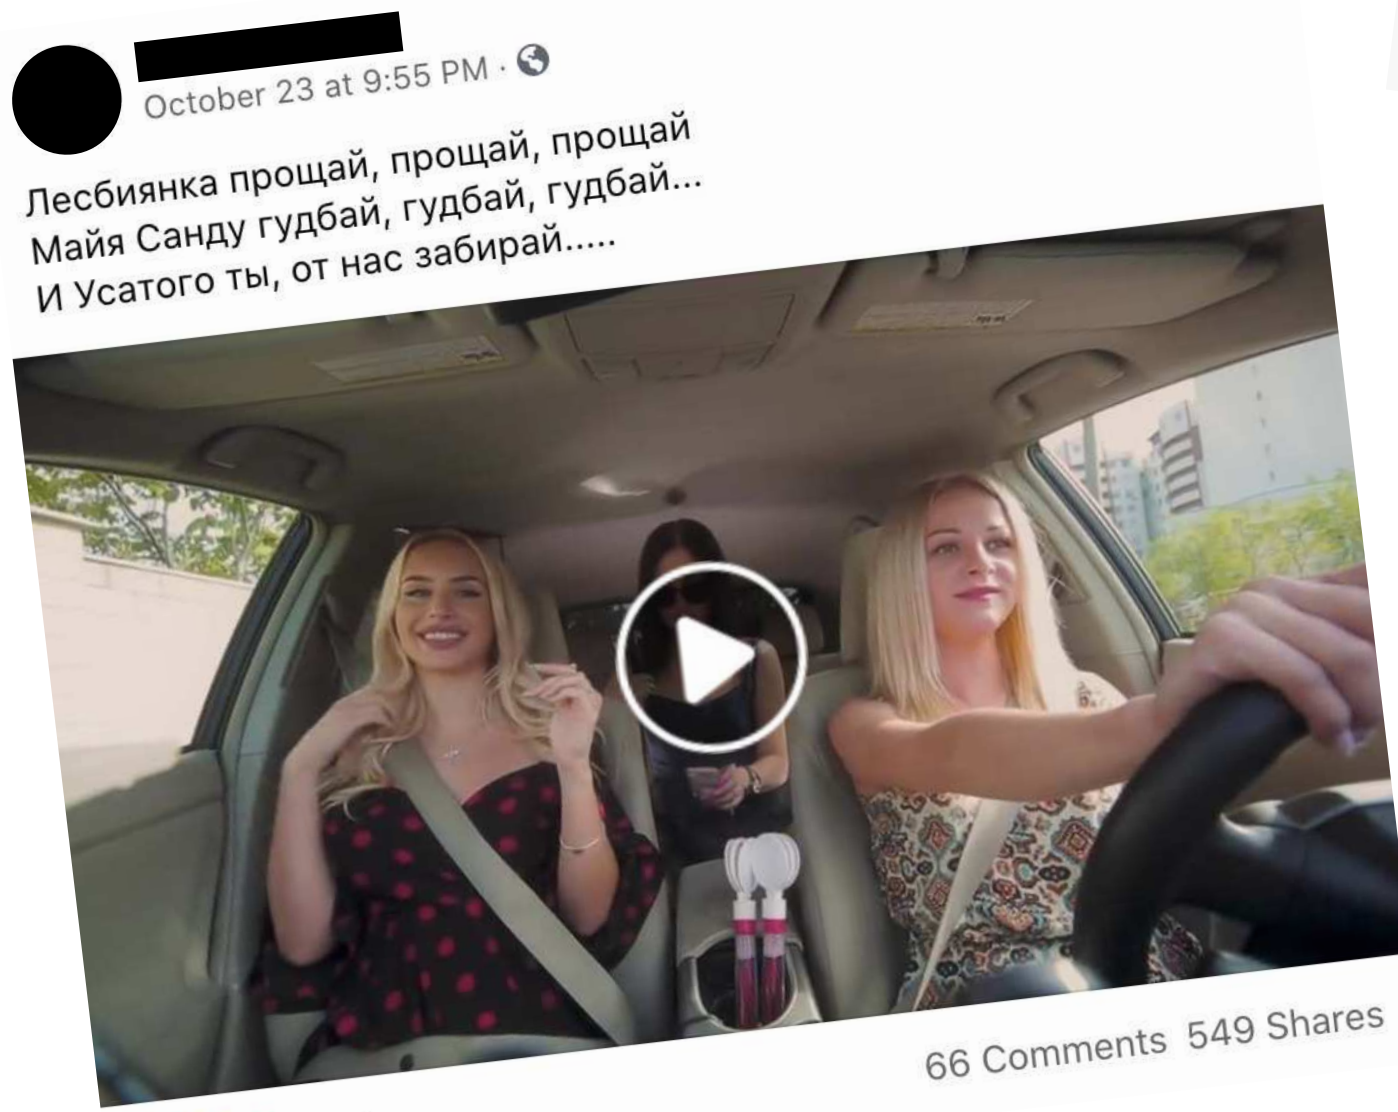 October 23 at 9:55 PM ·
Лесбиянка прощай, прощай, прощай
Майя Санду гудбай, гудбай, гудбай...
И Усатого ты, от нас забирай.....
66 Comments 549 Shares